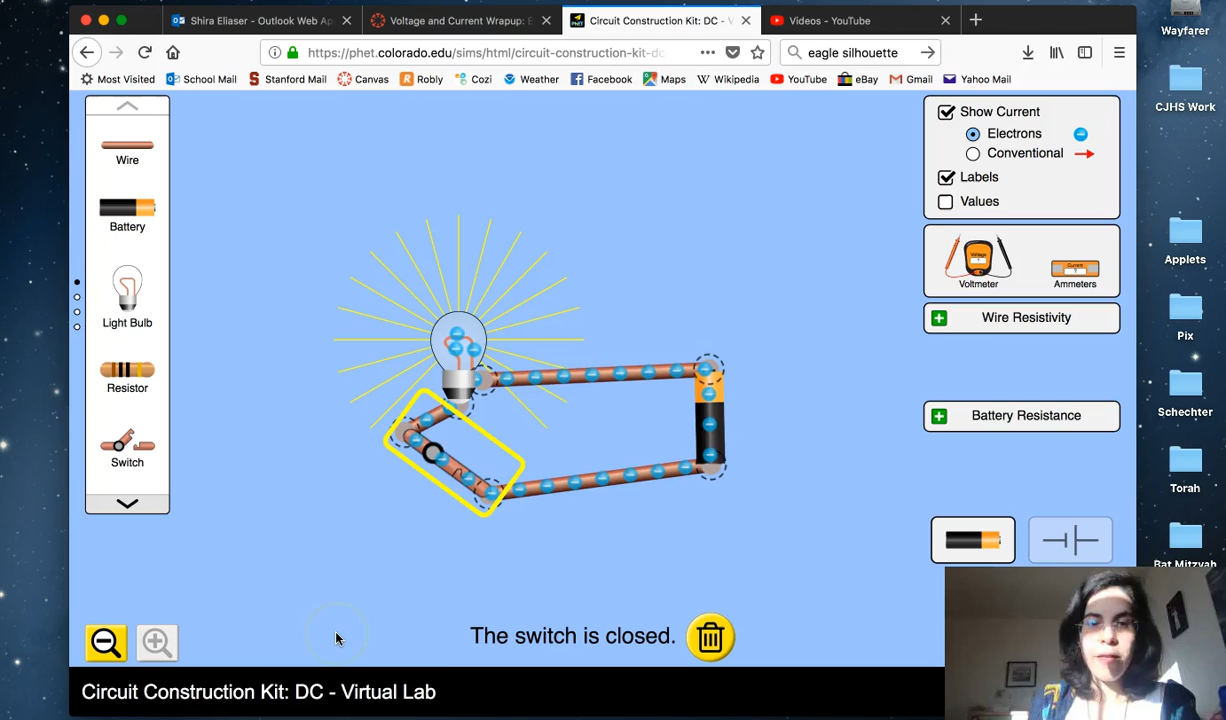 Shira Eliaser - Outlook Web Ap
Voltage and Current Wrapup: E
Circuit Construction Kit: DC - V
Videos - YouTube
https://phet.colorado.edu/sims/html/circuit-construction-kit-dc
eagle silhouette
Most Visited
School Mail
Stanford Mail
Canvas
Robly
Cozi
Weather
Facebook
Maps
Wikipedia
YouTube
eBay
Gmail
Yahoo Mail
Wayfarer
CJHS Work
Applets
Pix
Schechter
Torah
Bat Mitzvah
Wire
Battery
Light Bulb
Resistor
Switch
Show Current
Electrons
Conventional
Labels
Values
Voltage
?
Voltmeter
Current
?
Ammeters
Wire Resistivity
Battery Resistance
The switch is closed.
Circuit Construction Kit: DC - Virtual Lab